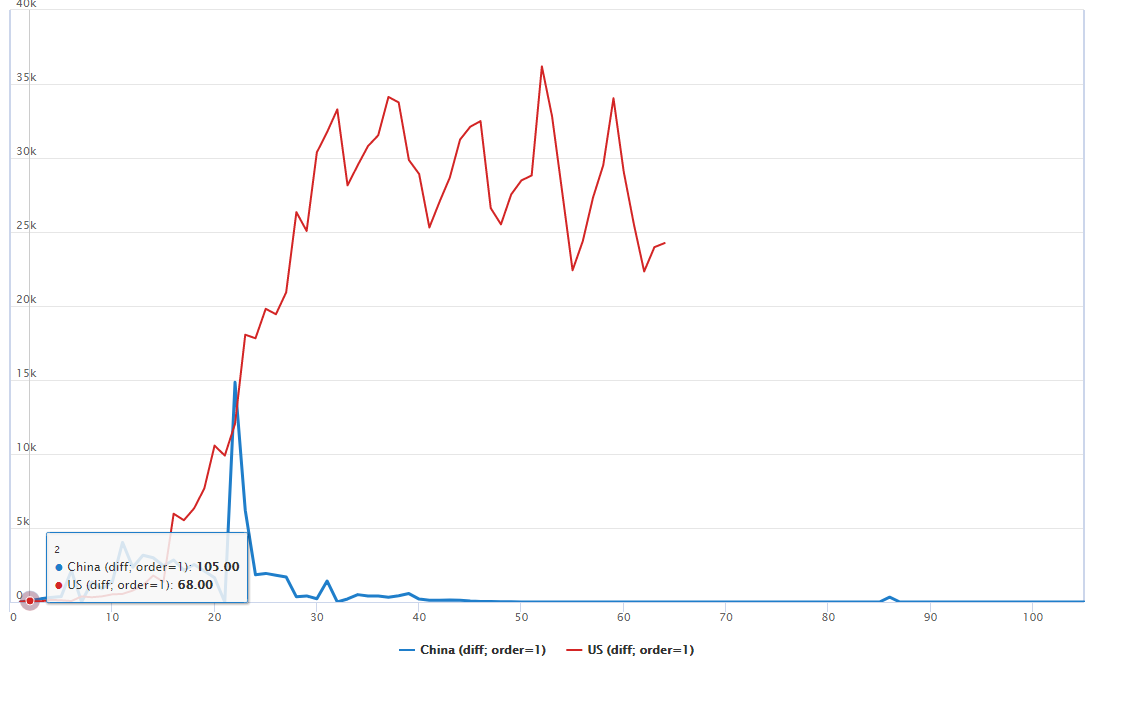 40k
35k
30k
25k
20k
15k
10k
5k
0
2
● China (diff; order=1): 105.00
● US (diff; order=1): 68.00
0 10 20 30 40 50 60 70 80 90 100
China (diff; order=1) US (diff; order=1)